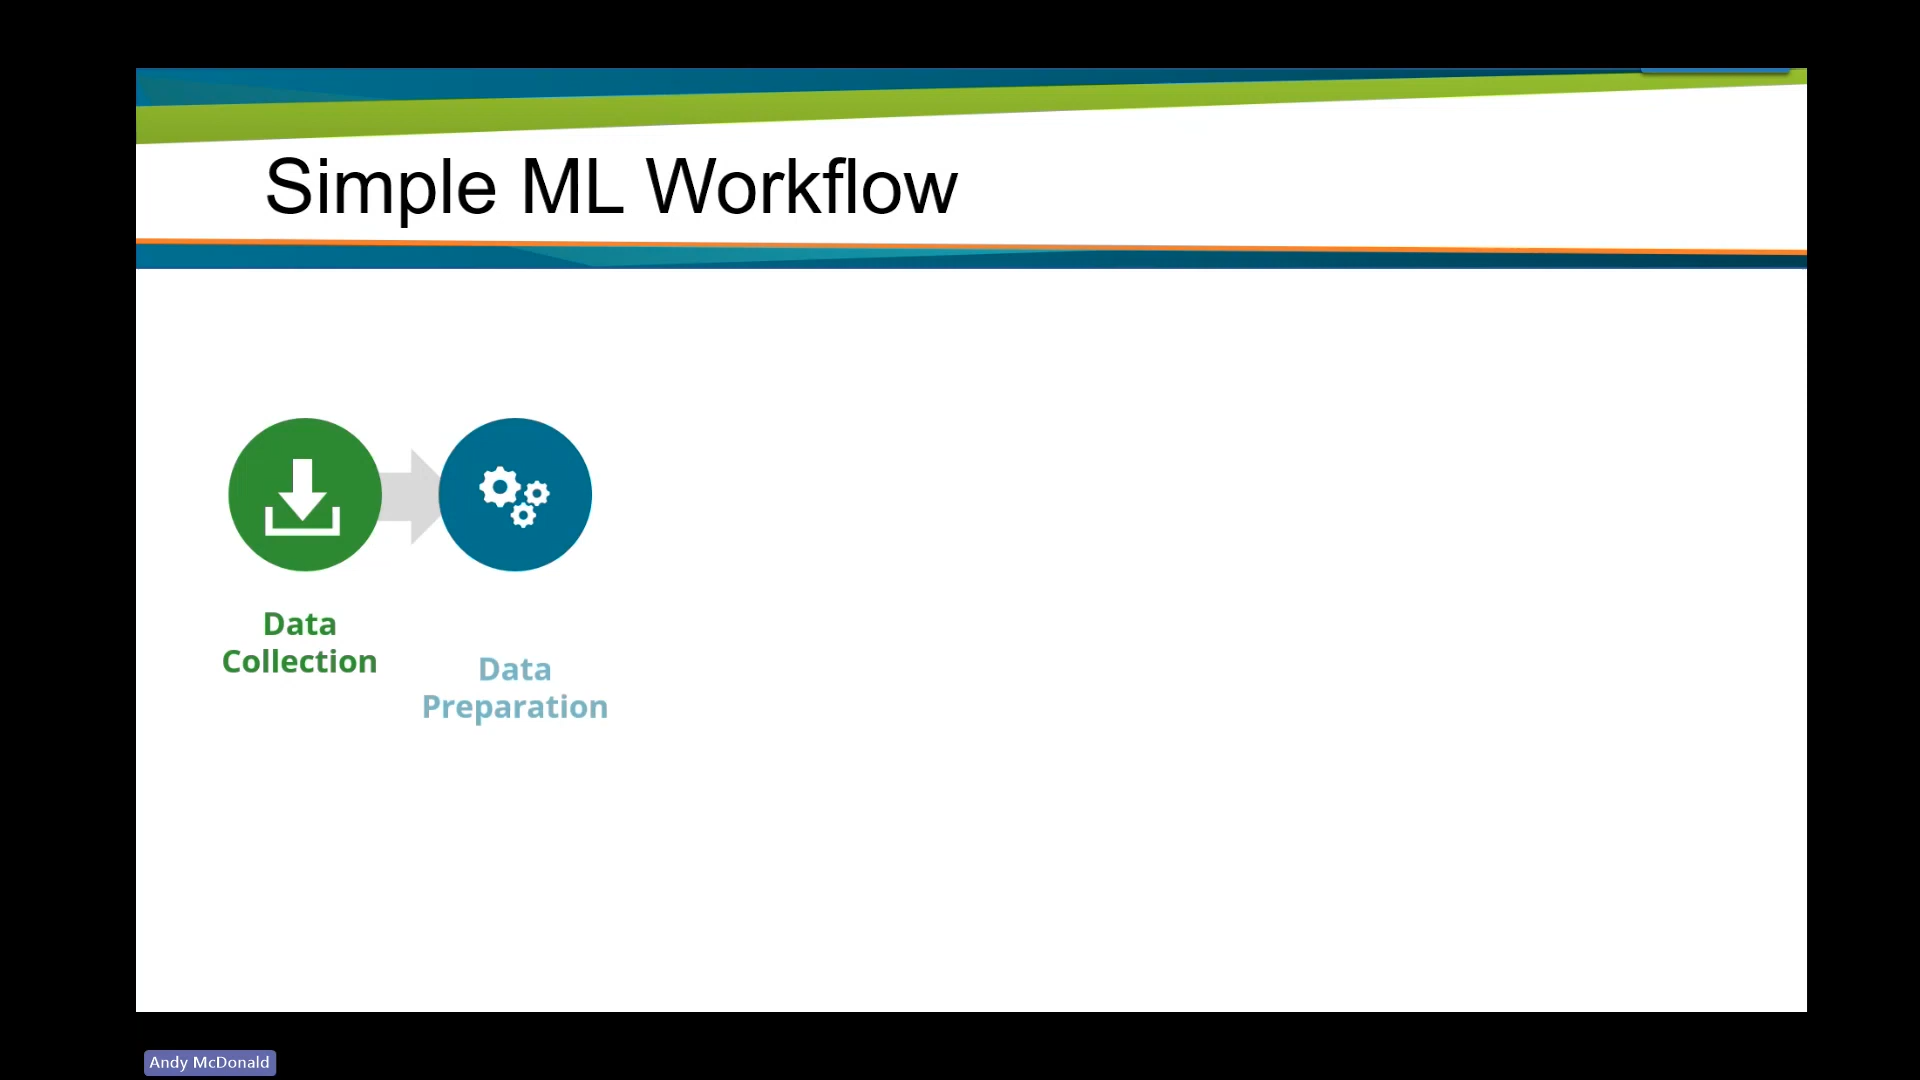 Simple ML Workflow
Data
Collection
Data
Preparation
Andy McDonald